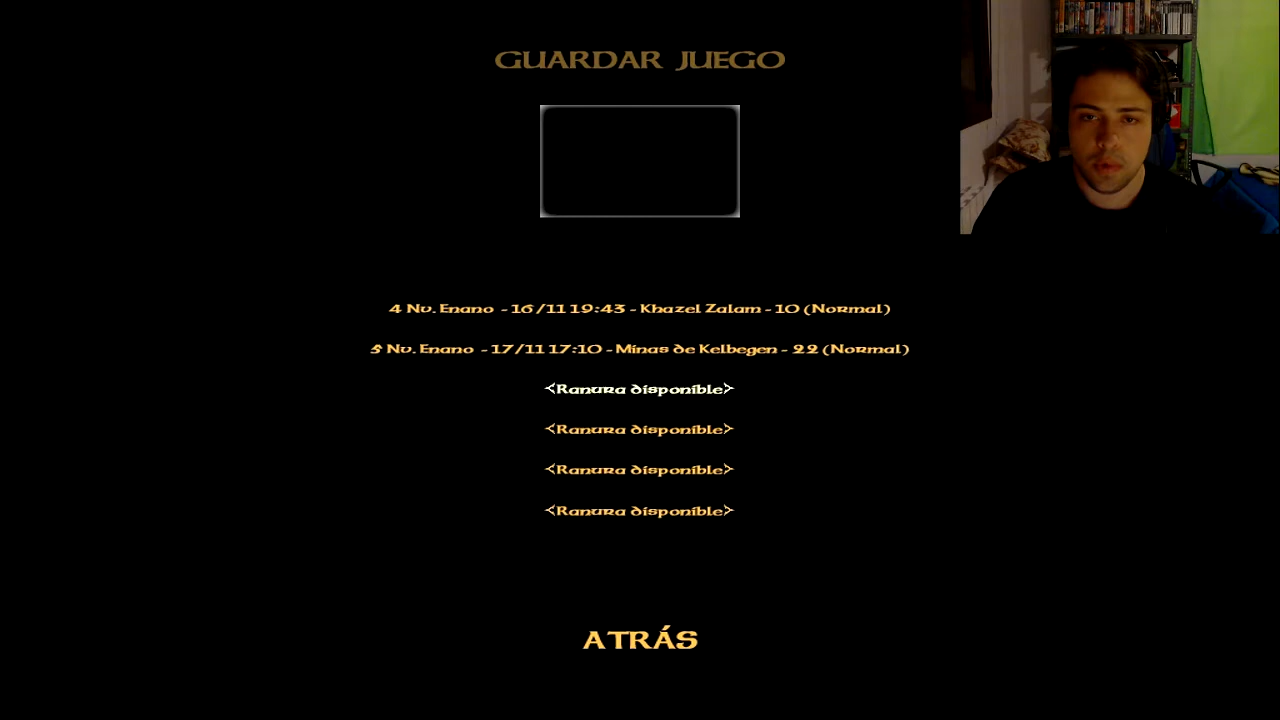 GUARDAR JUEGO
4 Nv. Enano - 16/11 19:43 - Khazel Zalam - 10 (Normal)
5 Nv. Enano - 17/11 17:10 - Minas de Kelbegen - 22 (Normal)
<Ranura disponible>
<Ranura disponible>
<Ranura disponible>
<Ranura disponible>
ATRÁS